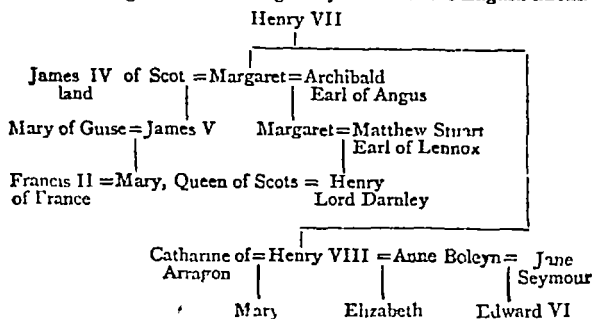 Henry VII
James IV of Scot = Margaret = Archibald
land Earl of Angus
Mary of Guise = James V Margaret = Matthew Stuart
Earl of Lennox
Francis II = Mary, Queen of Scots = Henry
of France Lord Darnley
Catharine of = Henry VIII = Anne Boleyn = Jane
Arragon Seymour
Mary Elizabeth Edward VI